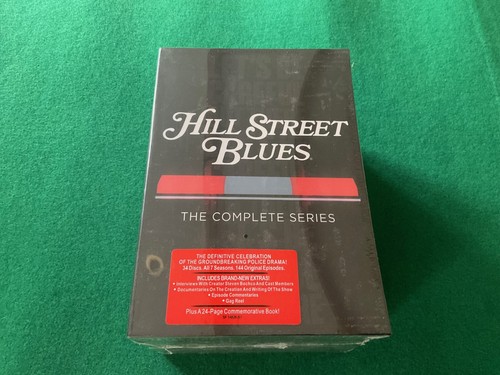 HILL STREET
BLUES
THE COMPLETE SERIES
THE DEFINITIVE CELEBRATION
OF THE GROUNDBREAKING POLICE DRAMA!
34 Discs. All 7 Seasons. 144 Original Episodes.
INCLUDES BRAND-NEW EXTRAS!
• Interviews With Creator Steven Bochco And Cast Members
• Documentaries On The Creation And Writing Of The Show
• Episode Commentaries
• Gag Reel
Plus A 24-Page Commemorative Book!